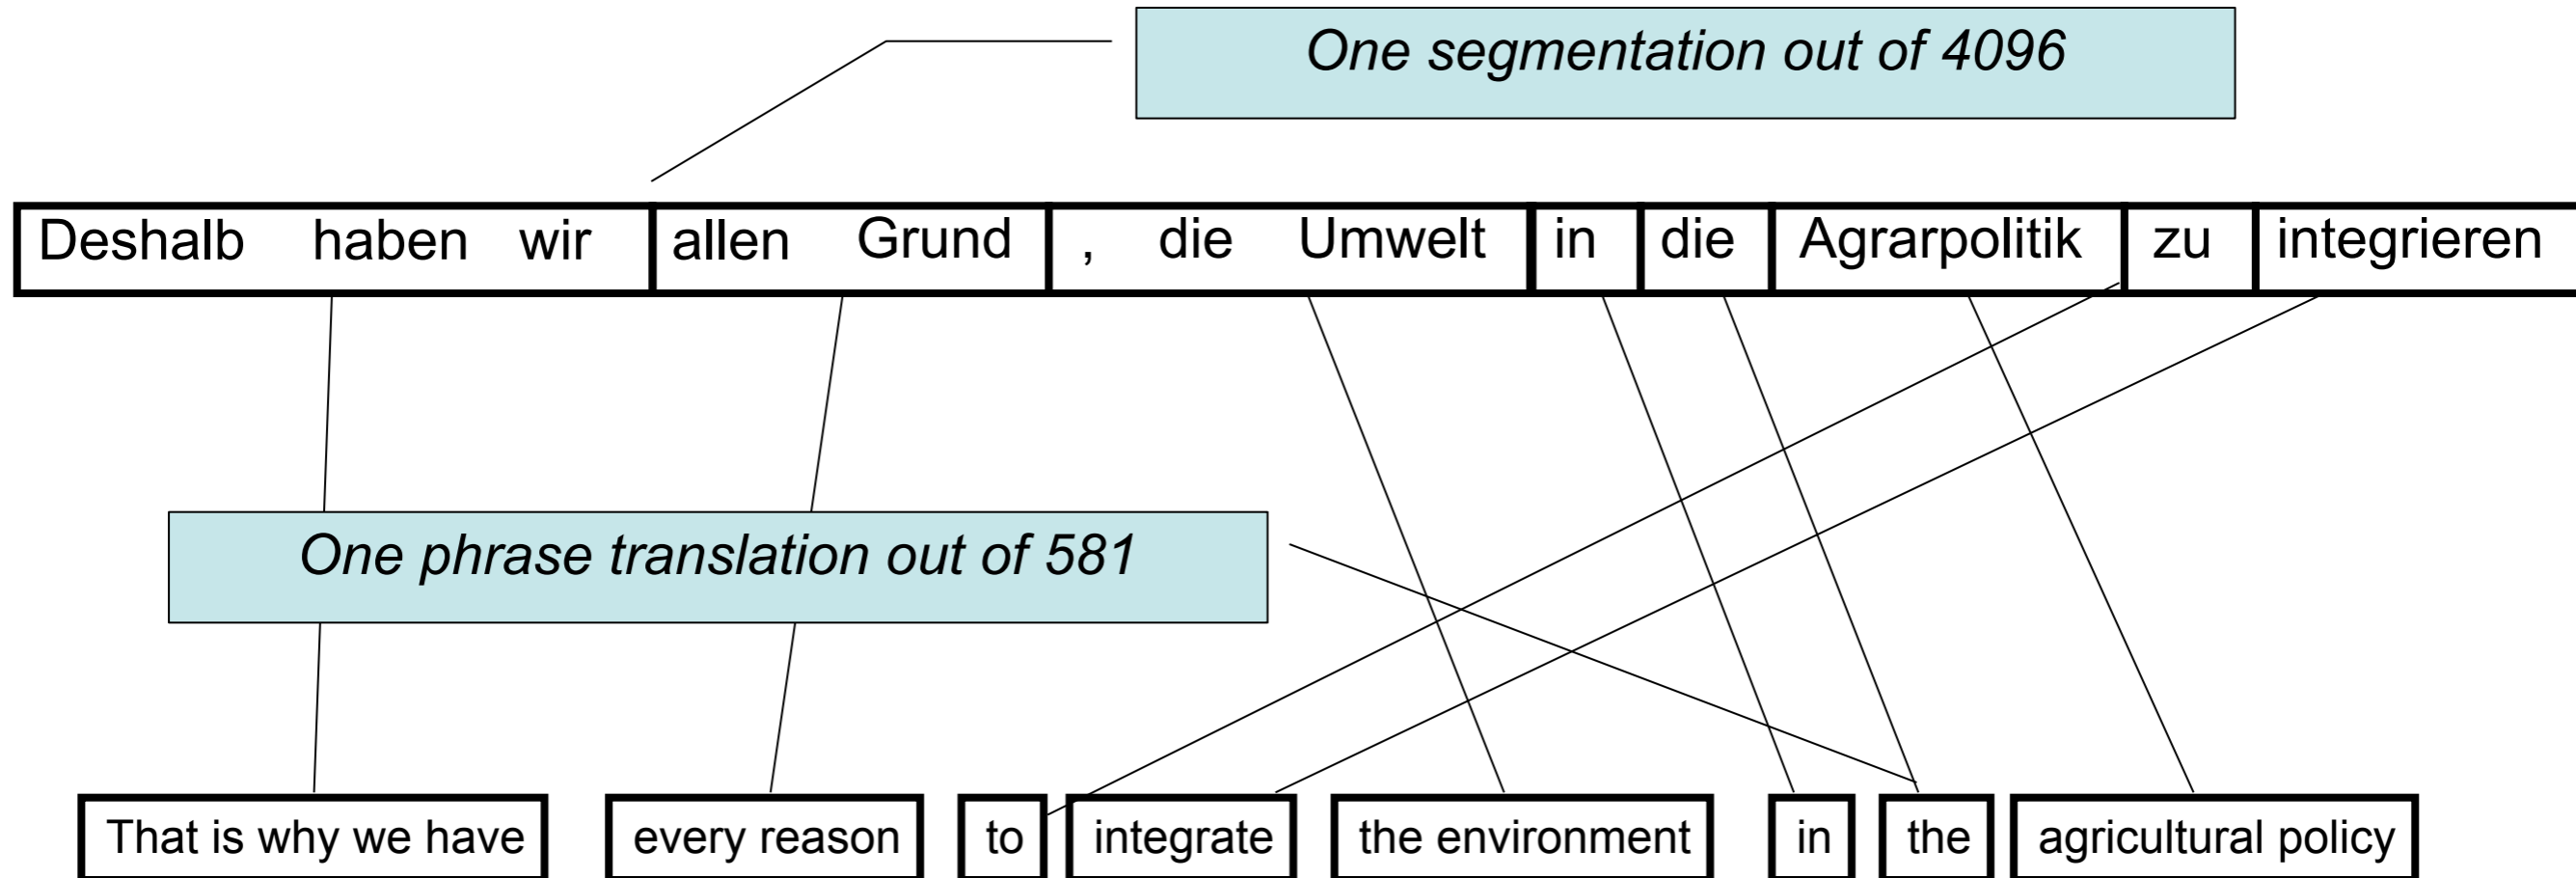 One segmentation out of 4096
Deshalb haben wir allen Grund , die Umwelt in die Agrarpolitik zu integrieren
One phrase translation out of 581
That is why we have every reason to integrate the environment in the agricultural policy